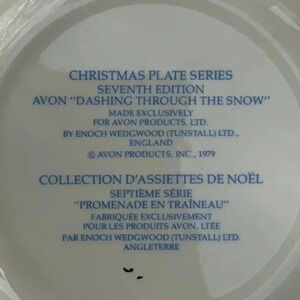 CHRISTMAS PLATE SERIES
SEVENTH EDITION
AVON "DASHING THROUGH THE SNOW"
MADE EXCLUSIVELY
FOR AVON PRODUCTS, LTD.
BY ENOCH WEDGWOOD (TUNSTALL) LTD.,
ENGLAND
© AVON PRODUCTS, INC., 1979
COLLECTION D'ASSIETTES DE NOËL
SEPTIÈME SÉRIE
"PROMENADE EN TRAÎNEAU"
FABRIQUÉE EXCLUSIVEMENT
POUR LES PRODUITS AVON, LTÉE
PAR ENOCH WEDGWOOD (TUNSTALL) LTD.
ANGLETERRE